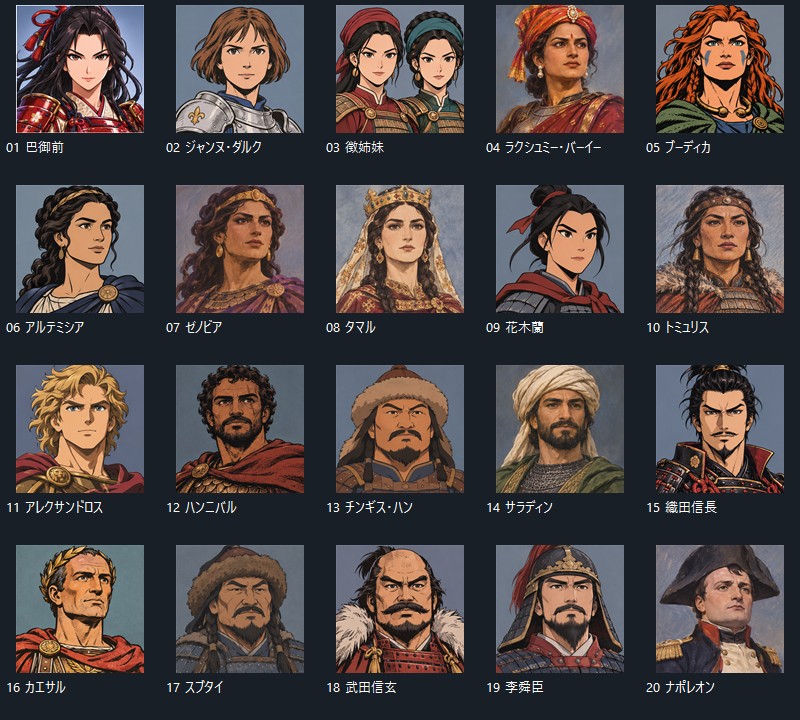 01 巴御前
02 ジャンヌ・ダルク
03 徴姉妹
04 ラクシュミー・バーイー
05 ブーディカ
06 アルテミシア
07 ゼノビア
08 タマル
09 花木蘭
10 トミュリス
11 アレクサンドロス
12 ハンニバル
13 チンギス・ハン
14 サラディン
15 織田信長
16 カエサル
17 スブタイ
18 武田信玄
19 李舜臣
20 ナポレオン